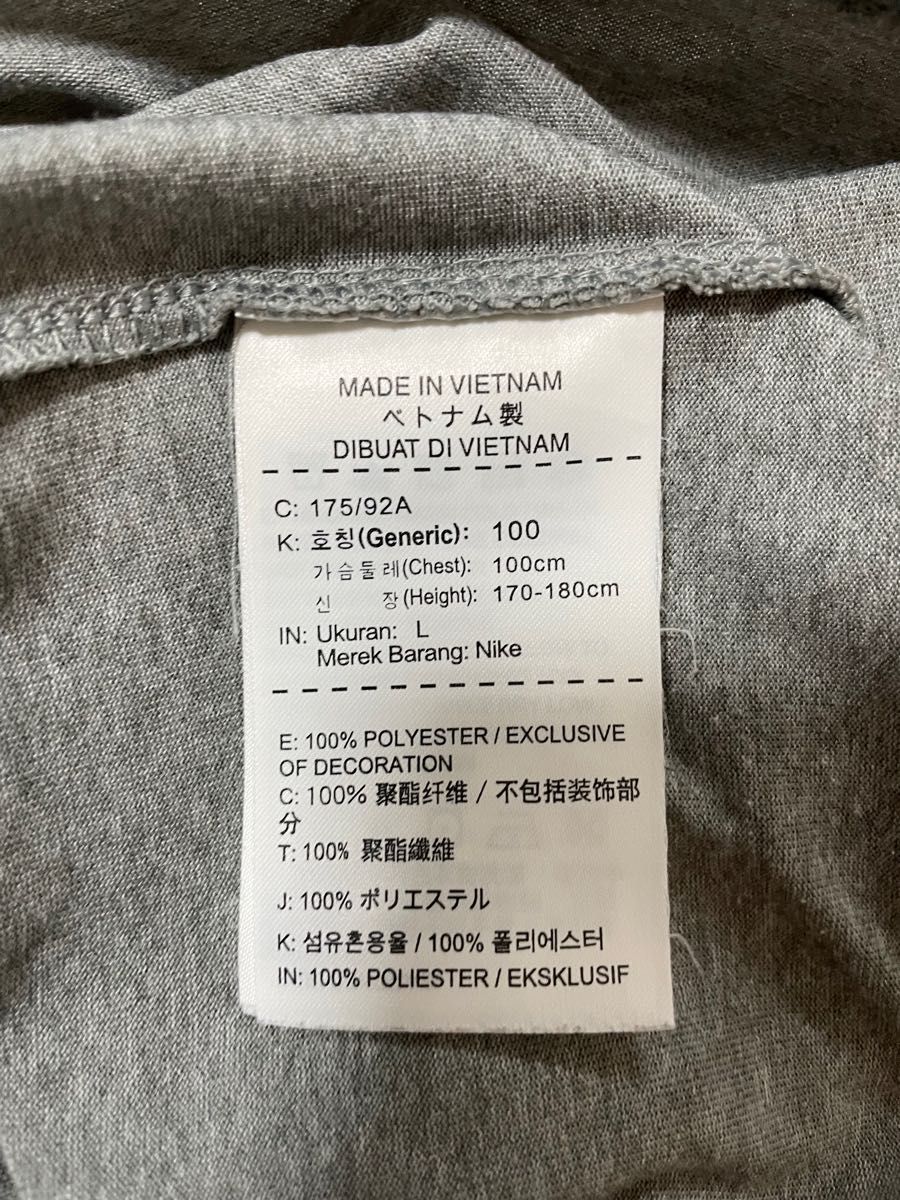 MADE IN VIETNAM
ベトナム製
DIBUAT DI VIETNAM
C: 175/92A
K: 호칭(Generic): 100
가슴둘레(Chest): 100cm
신 장(Height): 170-180cm
IN: Ukuran: L
Merek Barang: Nike
E: 100% POLYESTER / EXCLUSIVE
OF DECORATION
C: 100% 聚酯纤维 / 不包括装饰部
分
T: 100% 聚酯纖維
J: 100% ポリエステル
K: 섬유혼용율 / 100% 폴리에스터
IN: 100% POLIESTER / EKSKLUSIF